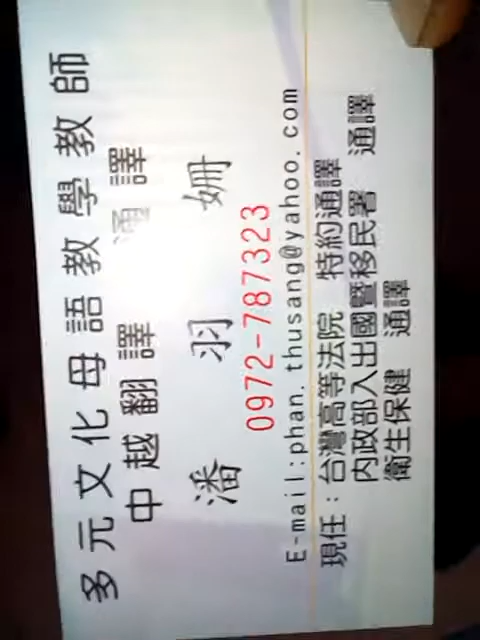 多元文化母語教學教師
中越翻譯 通譯
潘羽姍
0972-787323
E-mail:phan.thusang@yahoo.com
現任：台灣高等法院 特約通譯
內政部入出國暨移民署 通譯
衛生保健 通譯